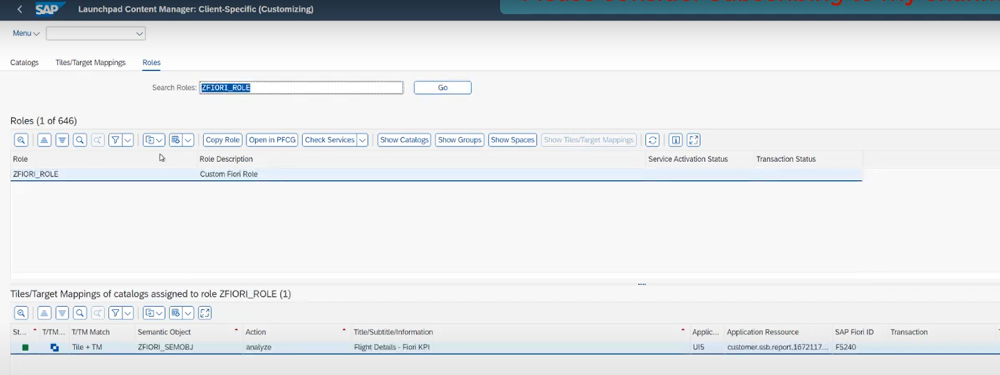 SAP Launchpad Content Manager: Client-Specific (Customizing)
Menu
Catalogs Tiles/Target Mappings Roles
Search Roles: ZFIORI_ROLE Go
Roles (1 of 646)
Copy Role Open in PFCG Check Services Show Catalogs Show Groups Show Spaces Show Tiles/Target Mappings
Role Role Description Service Activation Status Transaction Status
ZFIORI_ROLE Custom Fiori Role
Tiles/Target Mappings of catalogs assigned to role ZFIORI_ROLE (1)
St... T/TM... T/TM Match Semantic Object Action Title/Subtitle/Information Applic... Application Ressource SAP Fiori ID Transaction
Tile + TM ZFIORI_SEMOBJ analyze Flight Details - Fiori KPI UI5 customer.ssb.report.1672117... F5240